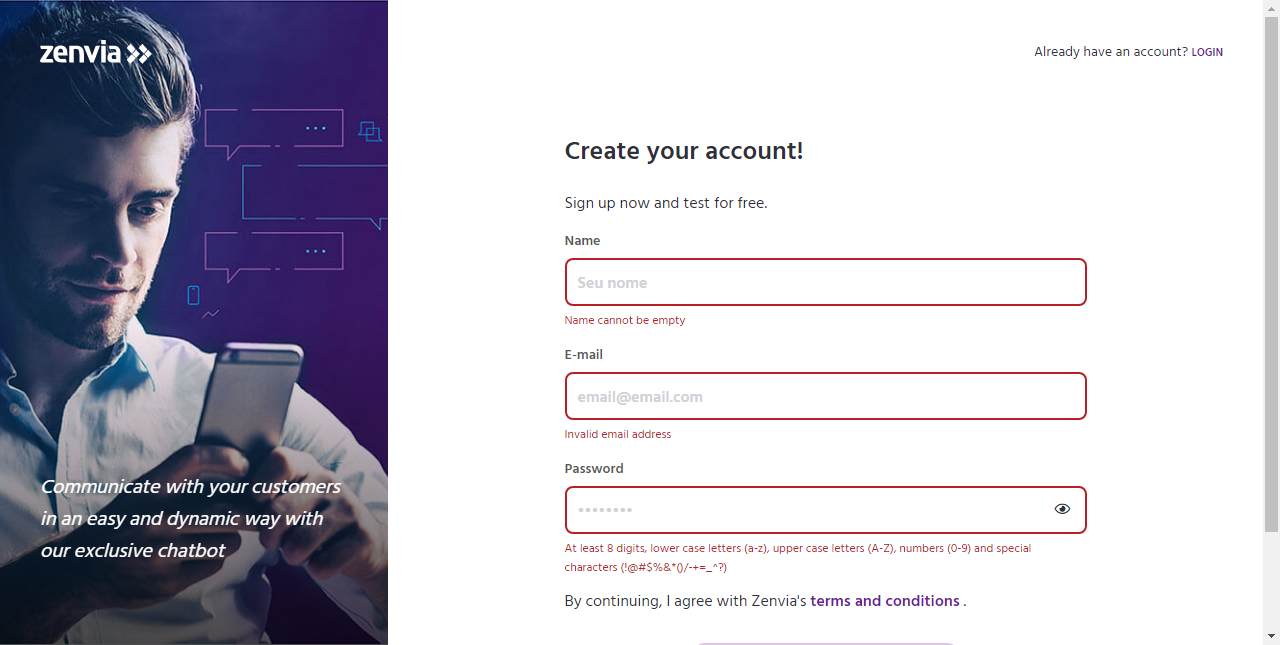 zenvia
Already have an account? LOGIN
Create your account!
Sign up now and test for free.
Name
Seu nome
Name cannot be empty
E-mail
email@email.com
Invalid email address
Password
At least 8 digits, lower case letters (a-z), upper case letters (A-Z), numbers (0-9) and special
characters (!@#$%&*()/-+=_^?)
By continuing, I agree with Zenvia's terms and conditions .
Communicate with your customers
in an easy and dynamic way with
our exclusive chatbot